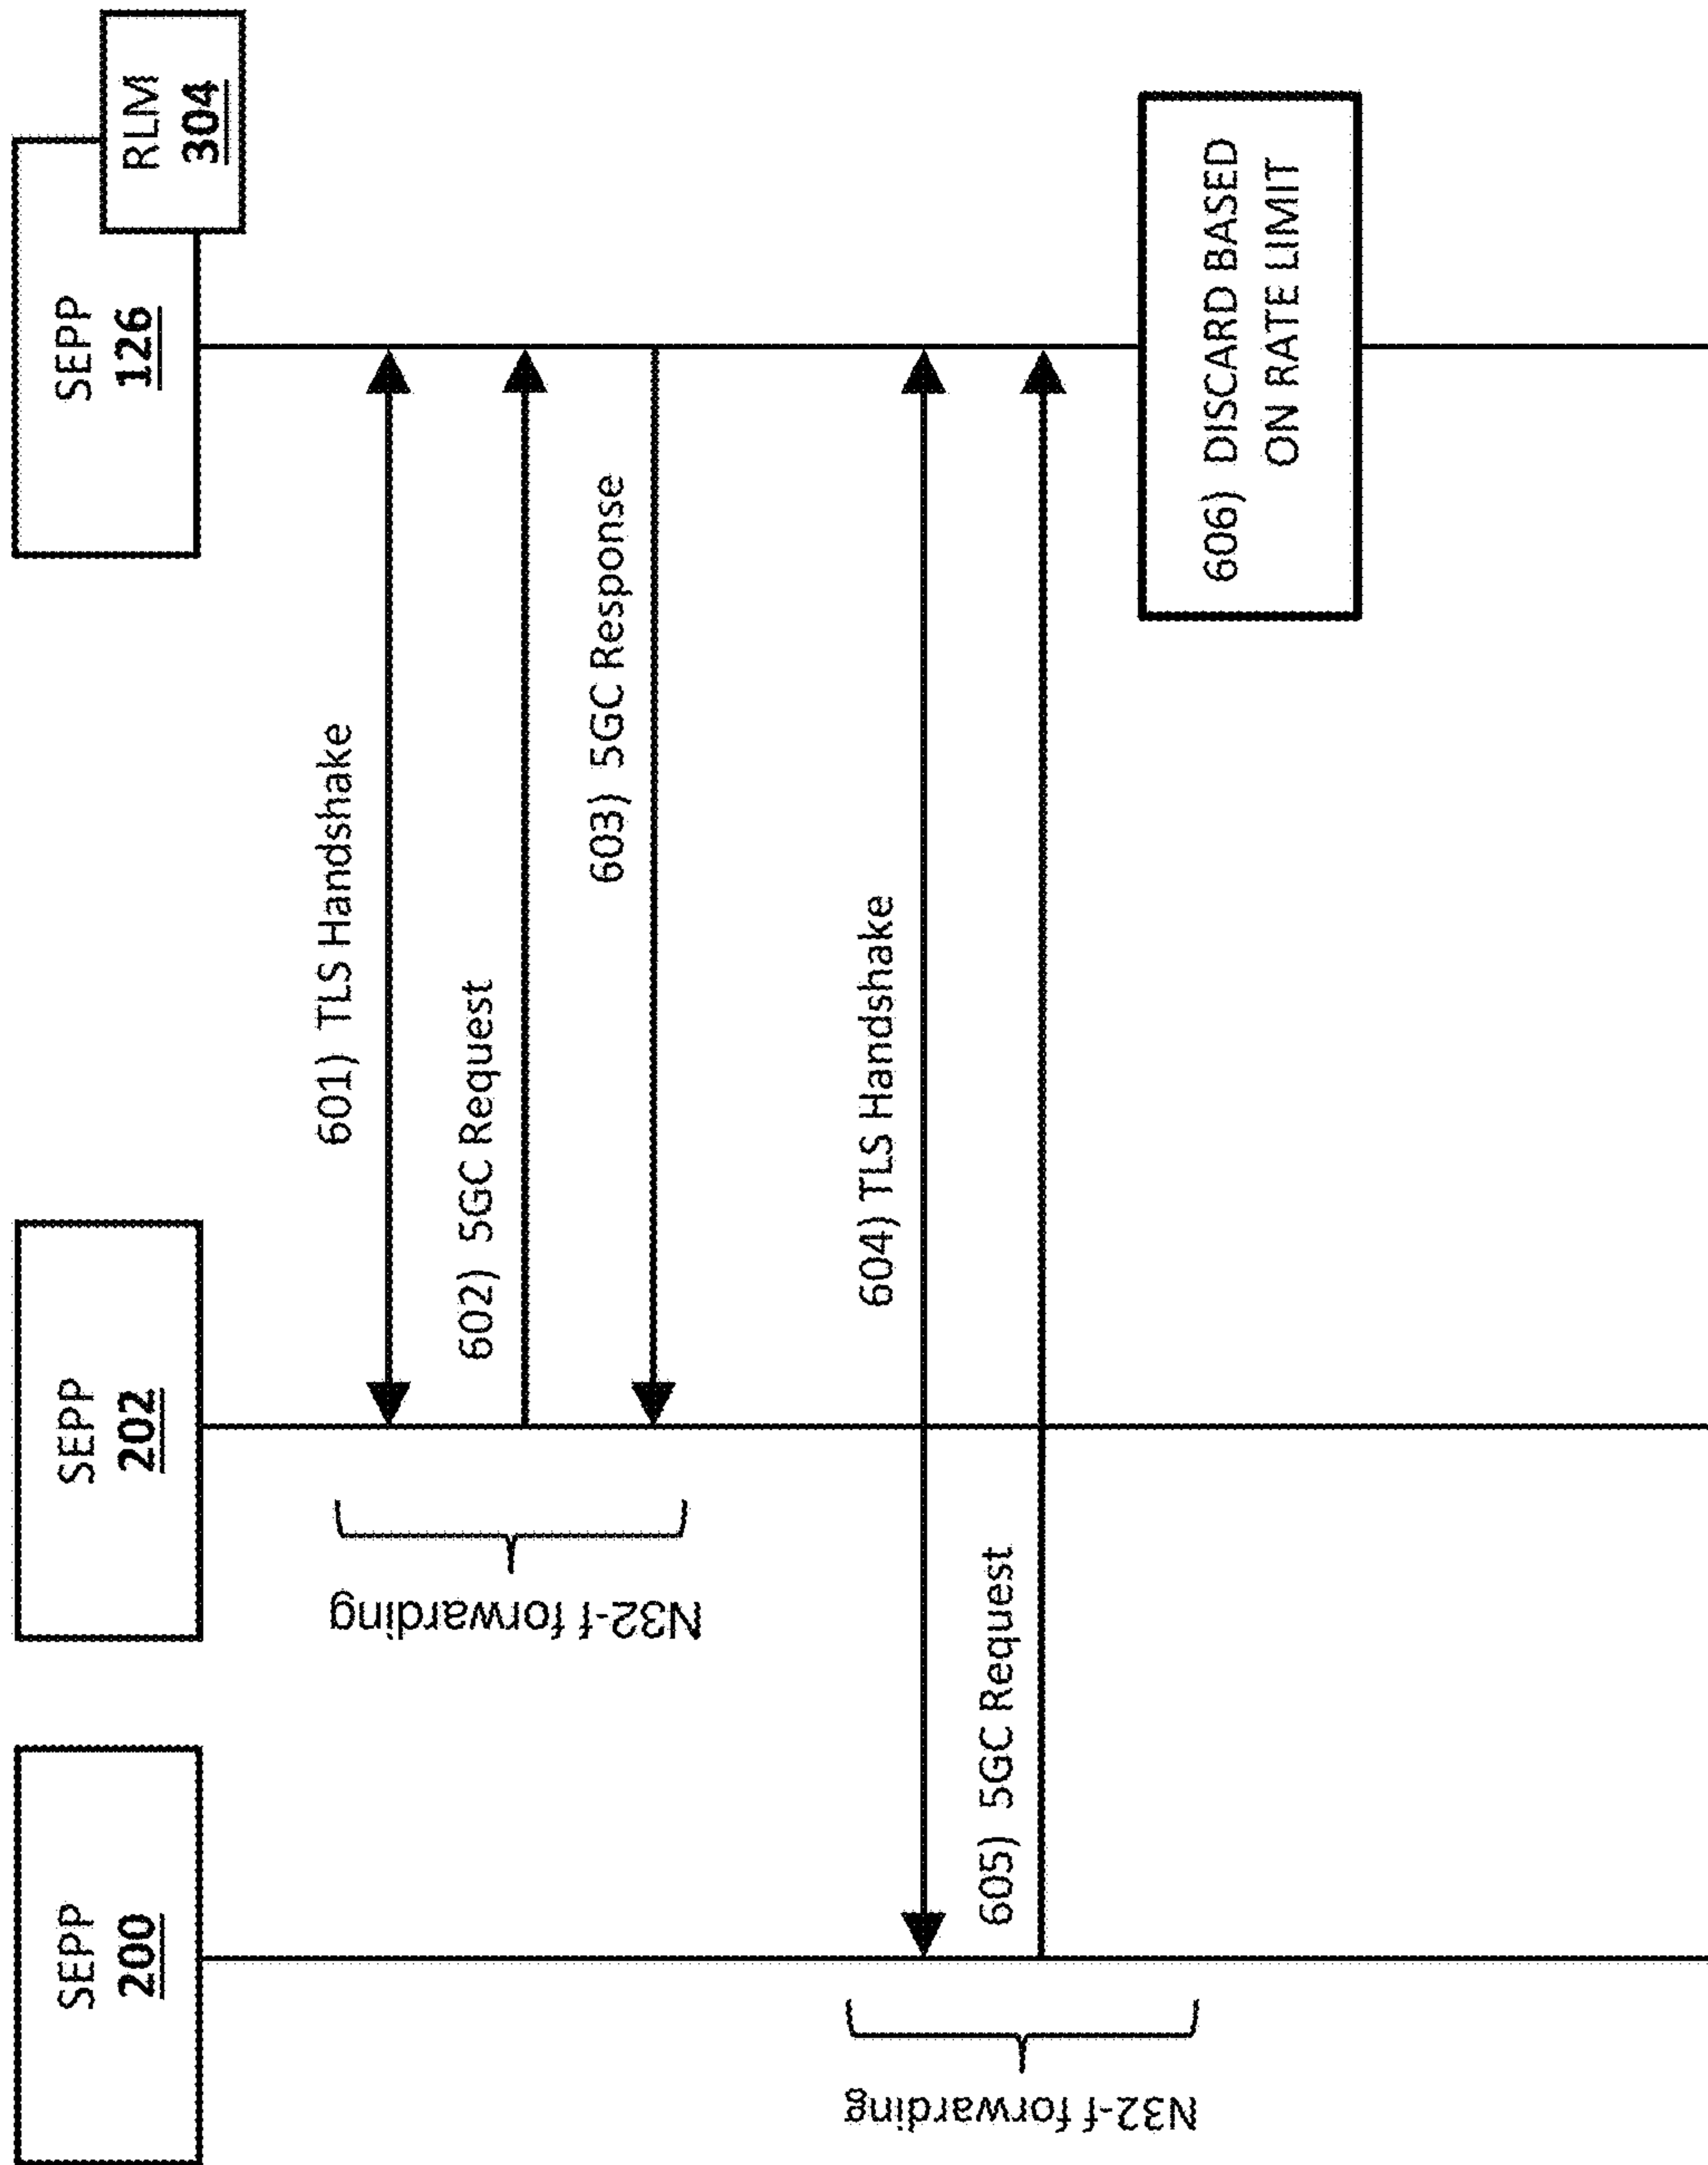 SEPP
200
SEPP
202
SEPP
126
RLM
304
601) TLS Handshake
602) 5GC Request
603) 5GC Response
N32-f forwarding
604) TLS Handshake
605) 5GC Request
N32-f forwarding
606) DISCARD BASED
ON RATE LIMIT